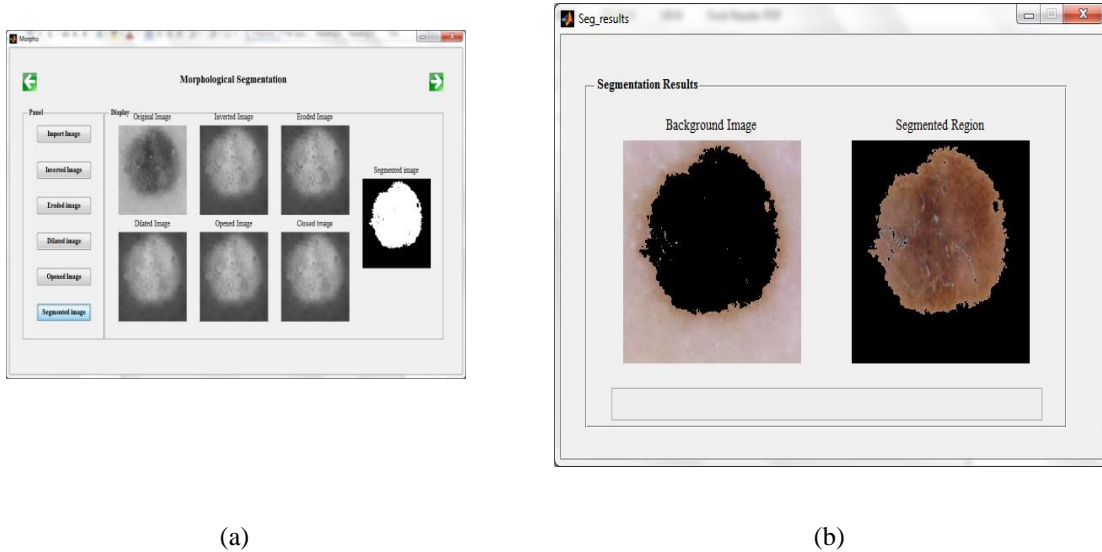 Morpho
Morphological Segmentation
Panel
Import Image
Inverted Image
Eroded image
Dilated image
Opened Image
Segmented image
Display
Original Image
Inverted Image
Eroded Image
Segmented image
Dilated Image
Opened Image
Closed Image
(a)
Seg_results
Segmentation Results
Background Image
Segmented Region
(b)